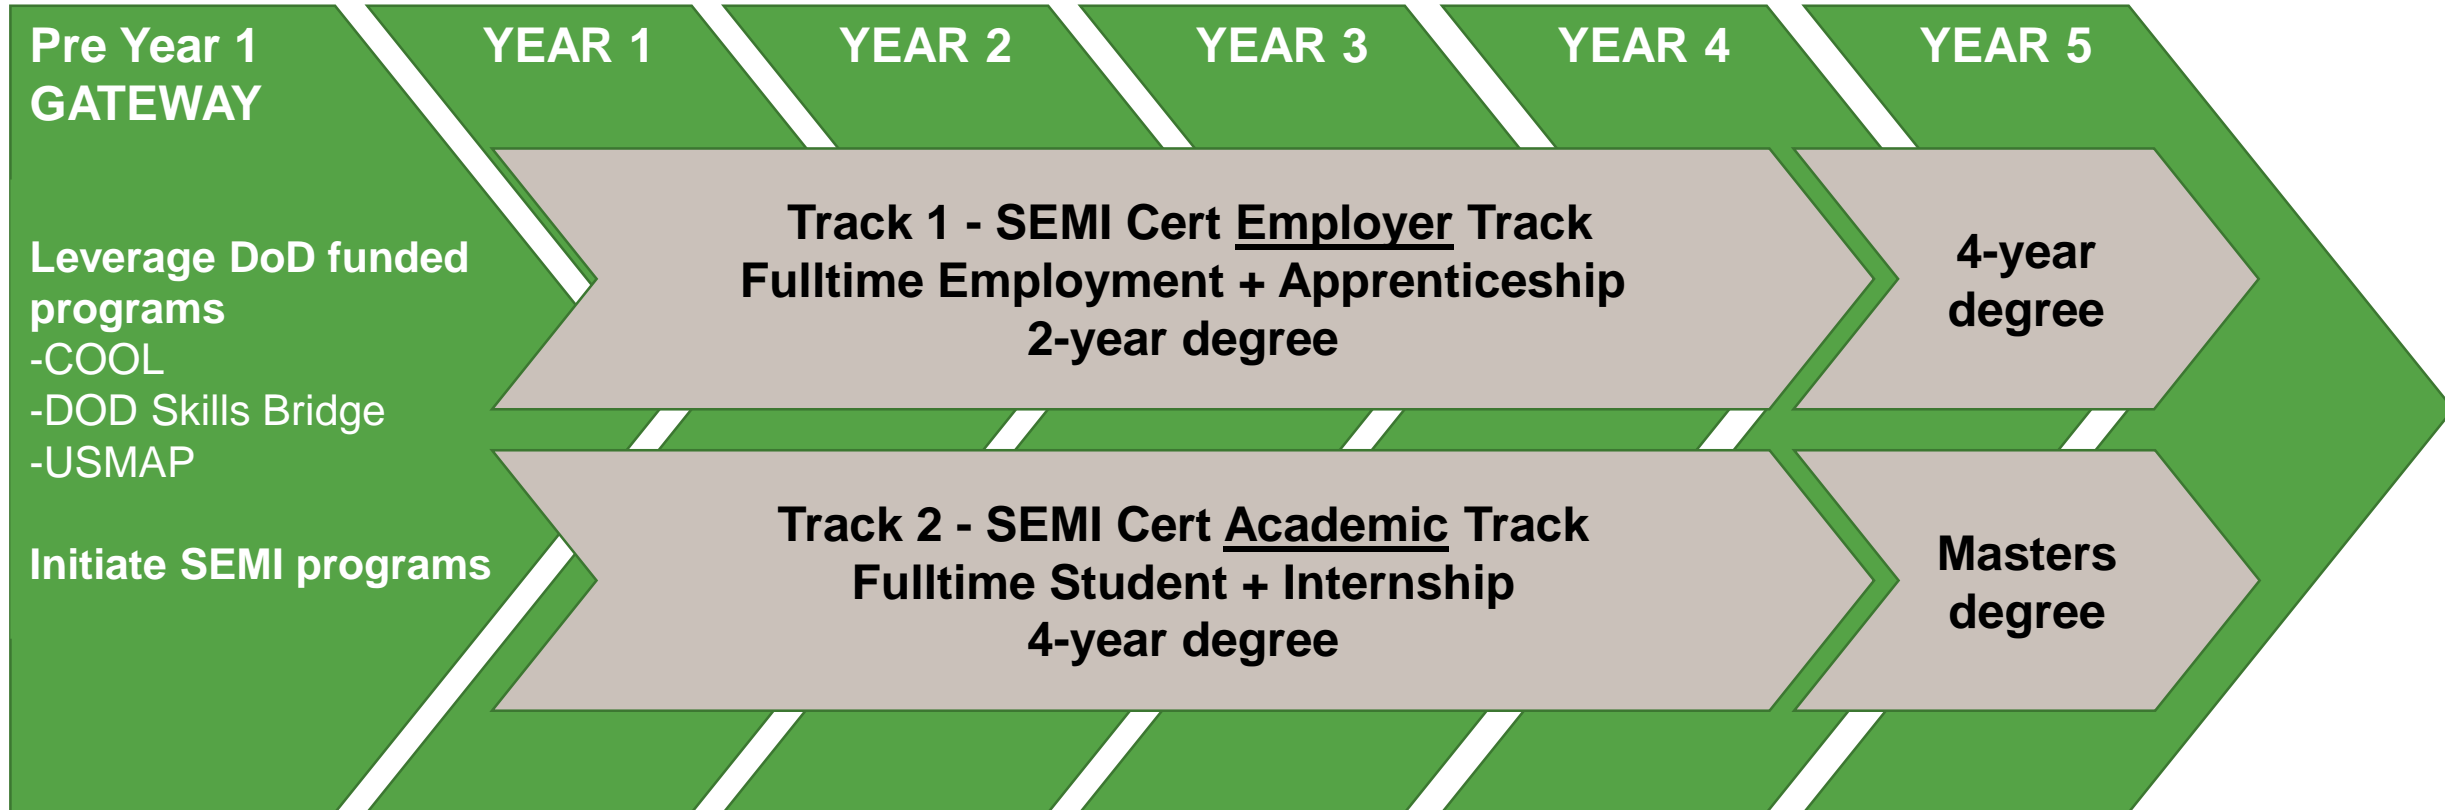 Pre Year 1
GATEWAY
Leverage DoD funded
programs
-COOL
-DOD Skills Bridge
-USMAP
Initiate SEMI programs
YEAR 1
YEAR 2
YEAR 3
YEAR 4
YEAR 5
Track 1 - SEMI Cert Employer Track
Fulltime Employment + Apprenticeship
2-year degree
4-year
degree
Track 2 - SEMI Cert Academic Track
Fulltime Student + Internship
4-year degree
Masters
degree